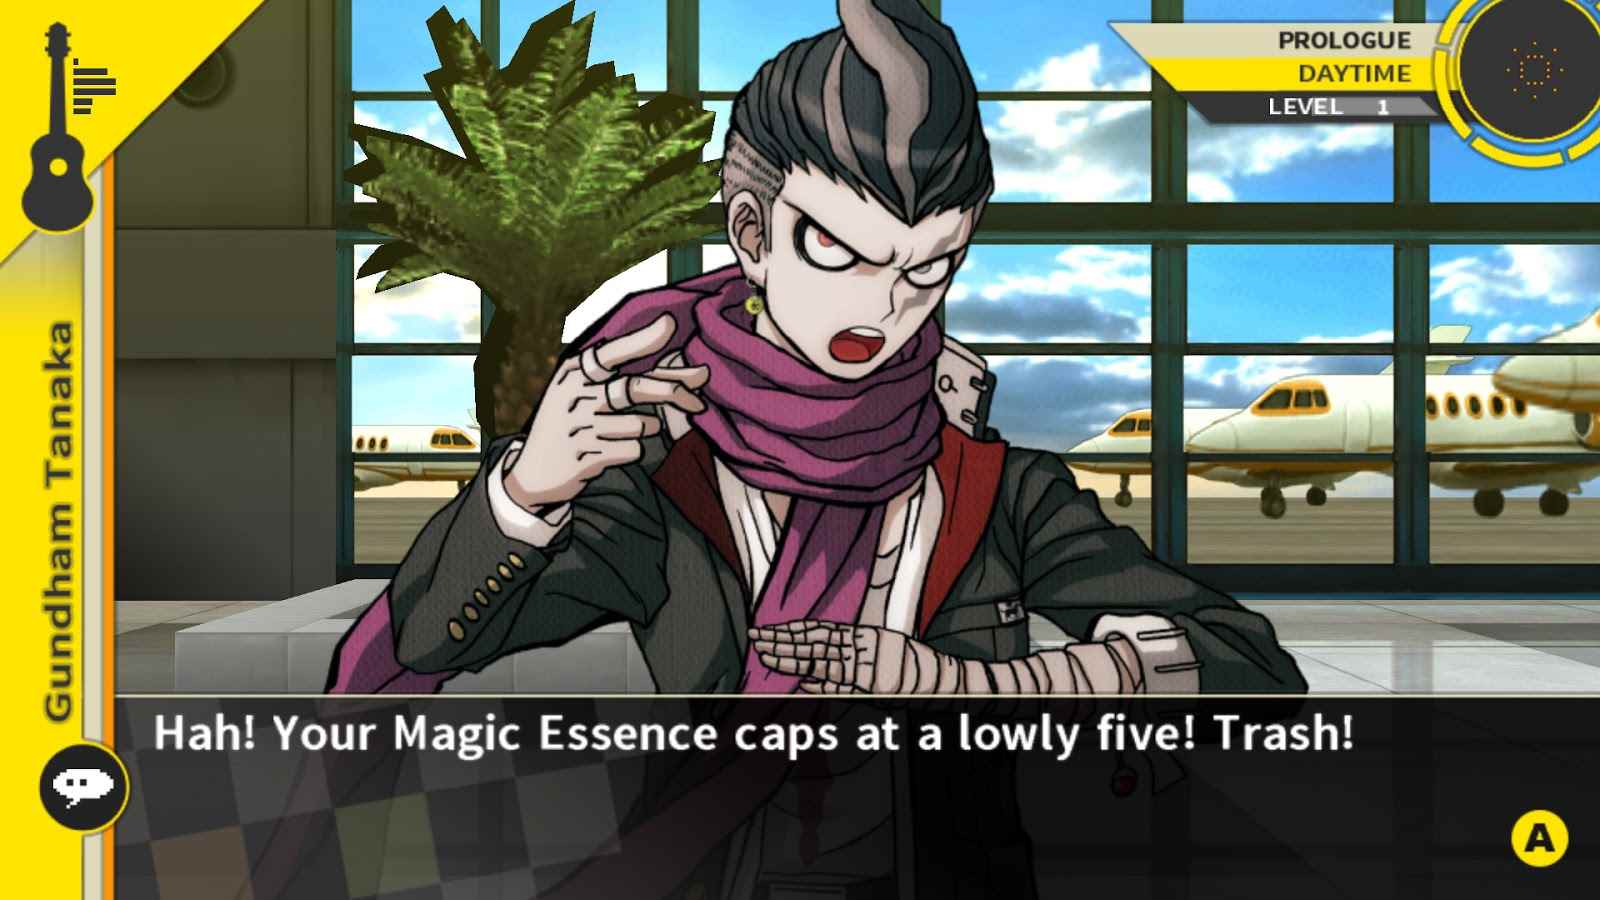 PROLOGUE
DAYTIME
LEVEL 1
Gundham Tanaka
Hah! Your Magic Essence caps at a lowly five! Trash!
A